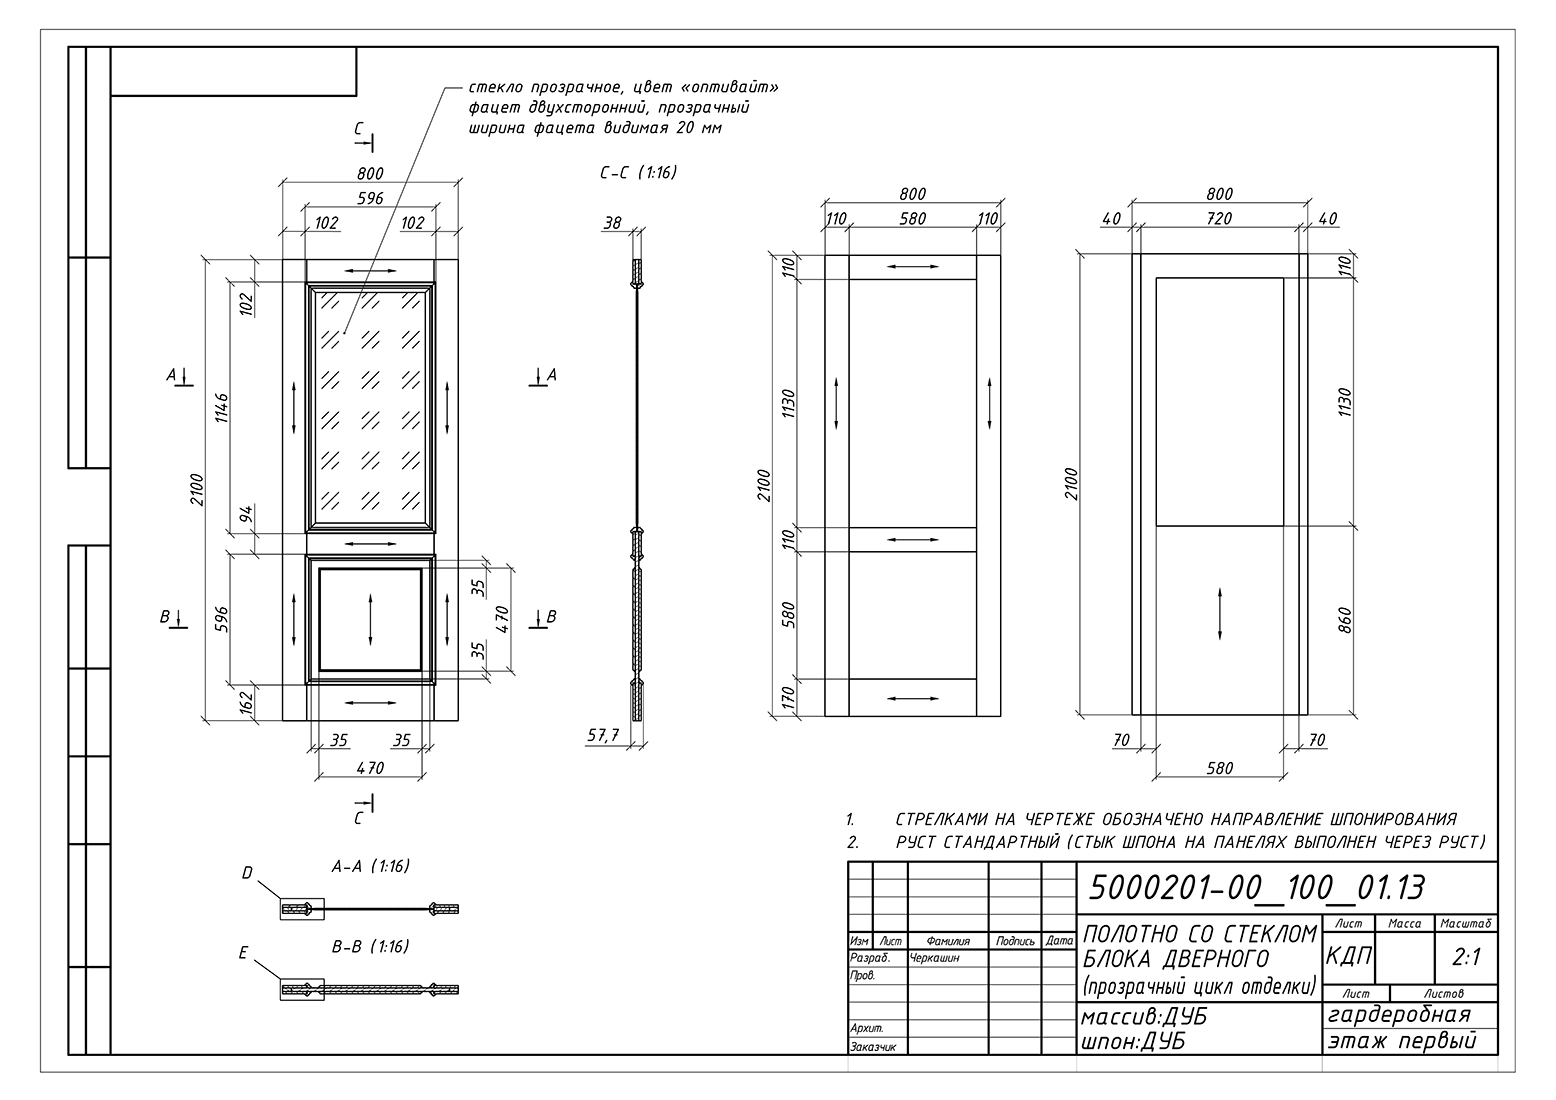 стекло прозрачное, цвет «оптивайт»
фацет двухсторонний, прозрачный
ширина фацета видимая 20 мм
C
C-C (1:16)
800
596
102
102
38
800
110
580
110
800
40
720
40
102
1146
2100
94
596
162
A
A
B
B
35
470
35
35
35
470
C
57,7
110
1130
2100
110
580
170
110
1130
2100
860
70
70
580
D
A-A (1:16)
E
B-B (1:16)
1. СТРЕЛКАМИ НА ЧЕРТЕЖЕ ОБОЗНАЧЕНО НАПРАВЛЕНИЕ ШПОНИРОВАНИЯ
2. РУСТ СТАНДАРТНЫЙ (СТЫК ШПОНА НА ПАНЕЛЯХ ВЫПОЛНЕН ЧЕРЕЗ РУСТ)
5000201-00__100__01.13
Изм Лист Фамилия Подпись Дата
Разраб. Черкашин
Пров.
Архит.
Заказчик
ПОЛОТНО СО СТЕКЛОМ
БЛОКА ДВЕРНОГО
(прозрачный цикл отделки)
Лист Масса Масштаб
КДП 2:1
Лист Листов
массив:ДУБ
шпон:ДУБ
гардеробная
этаж первый